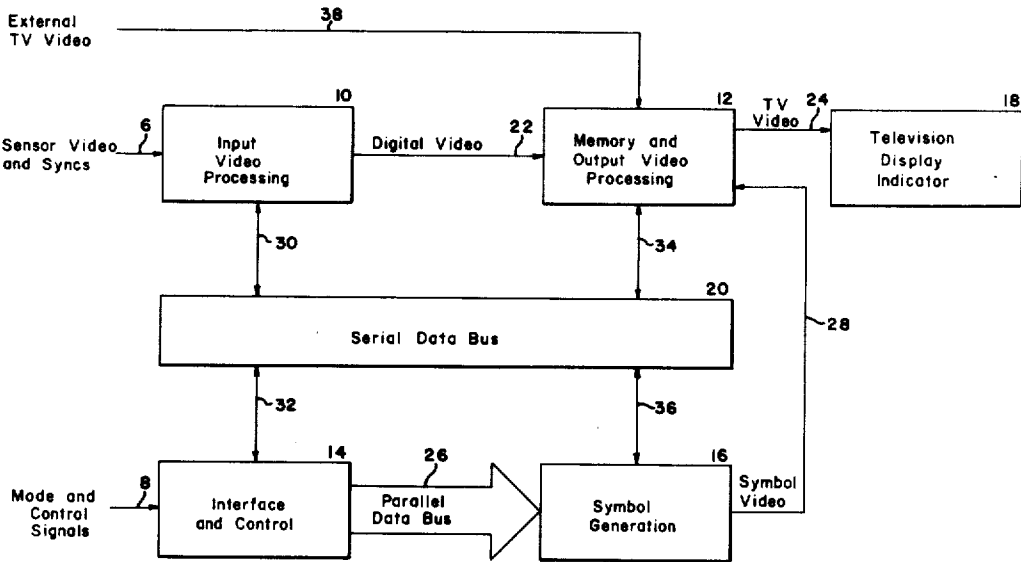 External
TV Video
38
10
12
TV
Video
24
18
Sensor Video
and Syncs
6
Input
Video
Processing
Digital Video
22
Memory and
Output Video
Processing
Television
Display
Indicator
30
34
20
Serial Data Bus
28
32
36
14
26
16
Mode and
Control
Signals
8
Interface
and Control
Parallel
Data Bus
Symbol
Generation
Symbol
Video